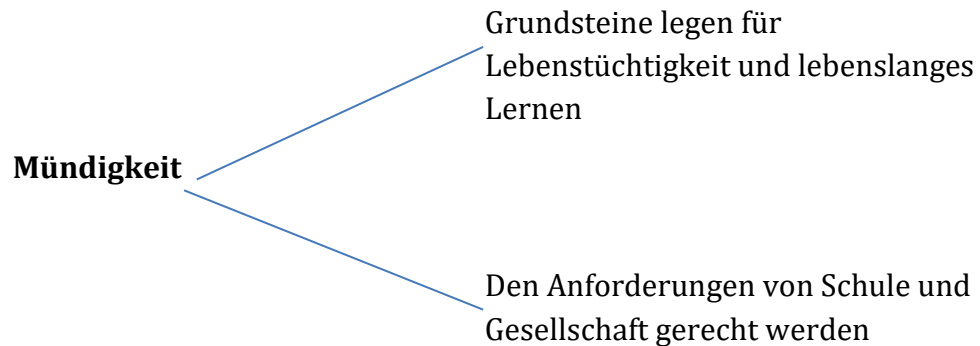 Grundsteine legen für
Lebenstüchtigkeit und lebenslanges
Lernen
Mündigkeit
Den Anforderungen von Schule und
Gesellschaft gerecht werden